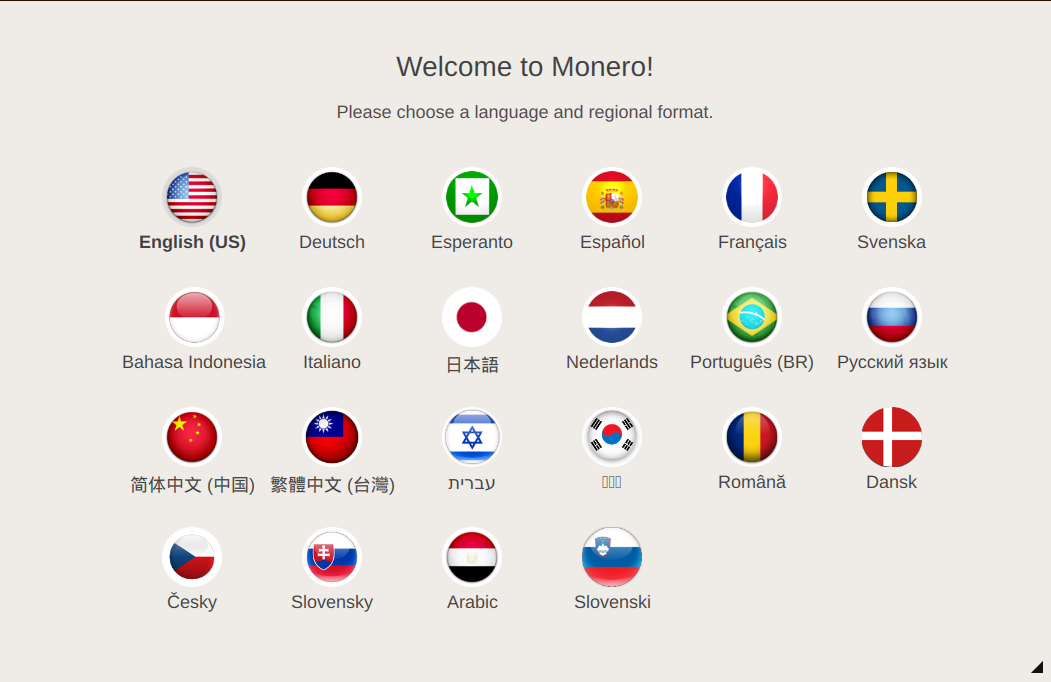 Welcome to Monero!
Please choose a language and regional format.
English (US) Deutsch Esperanto Español Français Svenska
Bahasa Indonesia Italiano 日本語 Nederlands Português (BR) Русский язык
简体中文 (中国) 繁體中文 (台灣) עברית Română Dansk
Česky Slovensky Arabic Slovenski